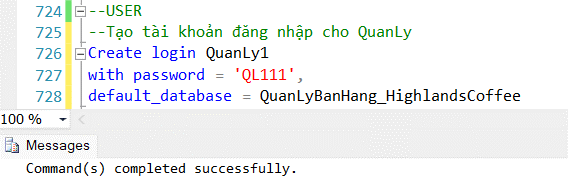 724 --USER
725 --Tạo tài khoản đăng nhập cho QuanLy
726 Create login QuanLy1
727 with password = 'QL111',
728 default_database = QuanLyBanHang_HighlandsCoffee
100 %
Messages
Command(s) completed successfully.